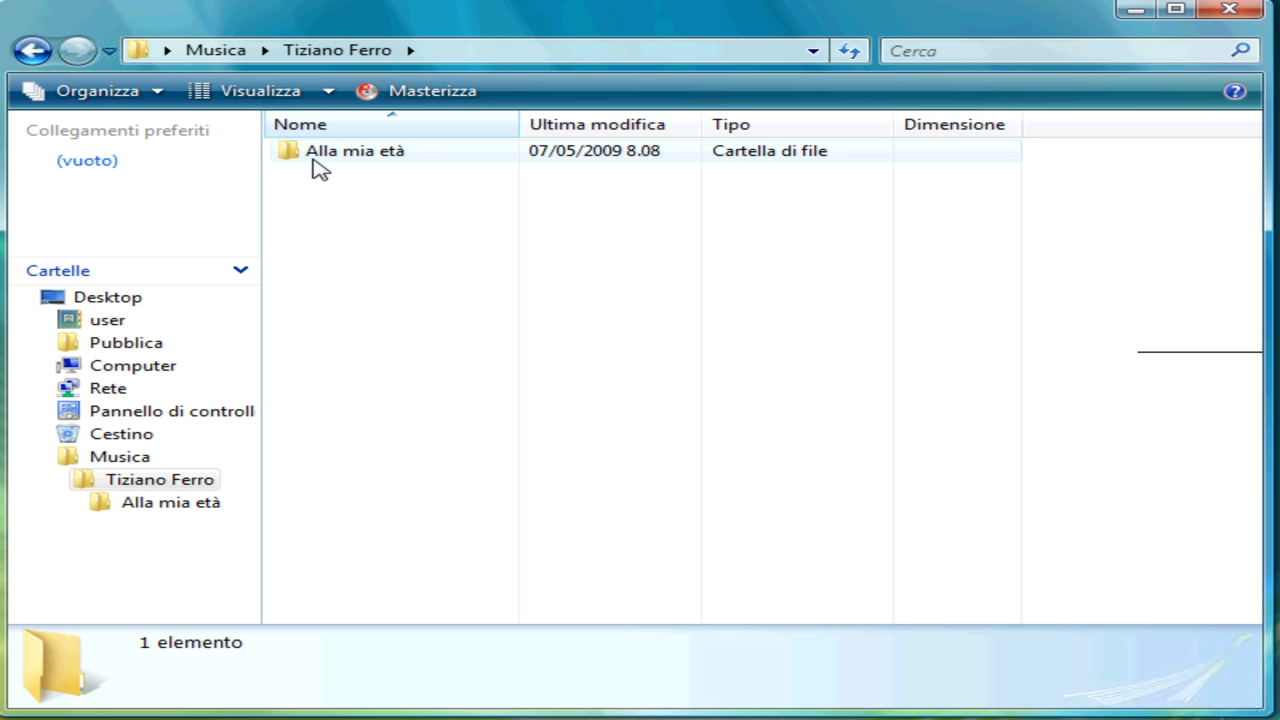 Musica Tiziano Ferro
Cerca
Organizza Visualizza Masterizza
Collegamenti preferiti
(vuoto)
Nome Ultima modifica Tipo Dimensione
Alla mia età 07/05/2009 8.08 Cartella di file
Cartelle
Desktop
user
Pubblica
Computer
Rete
Pannello di controll
Cestino
Musica
Tiziano Ferro
Alla mia età
1 elemento